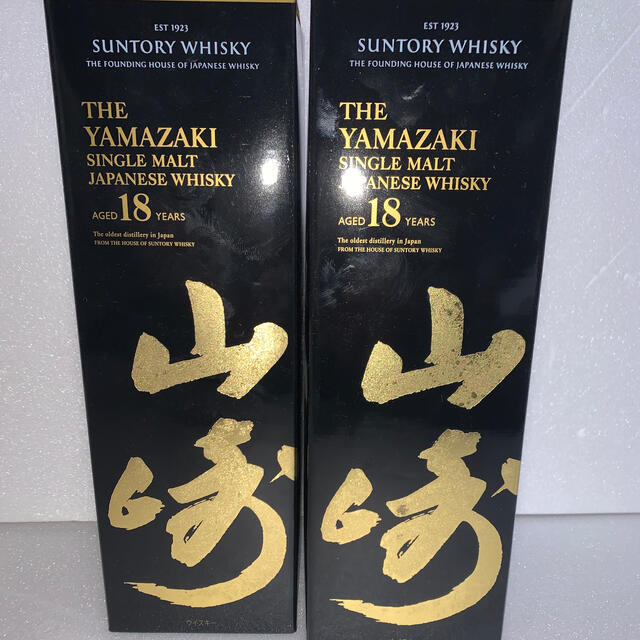 EST 1923
SUNTORY WHISKY
THE FOUNDING HOUSE OF JAPANESE WHISKY
THE
YAMAZAKI
SINGLE MALT
JAPANESE WHISKY
AGED 18 YEARS
The oldest distillery in Japan
FROM THE HOUSE OF SUNTORY WHISKY
山
崎
ウイスキー
EST 1923
SUNTORY WHISKY
THE FOUNDING HOUSE OF JAPANESE WHISKY
THE
YAMAZAKI
SINGLE MALT
JAPANESE WHISKY
AGED 18 YEARS
The oldest distillery in Japan
FROM THE HOUSE OF SUNTORY WHISKY
山
崎